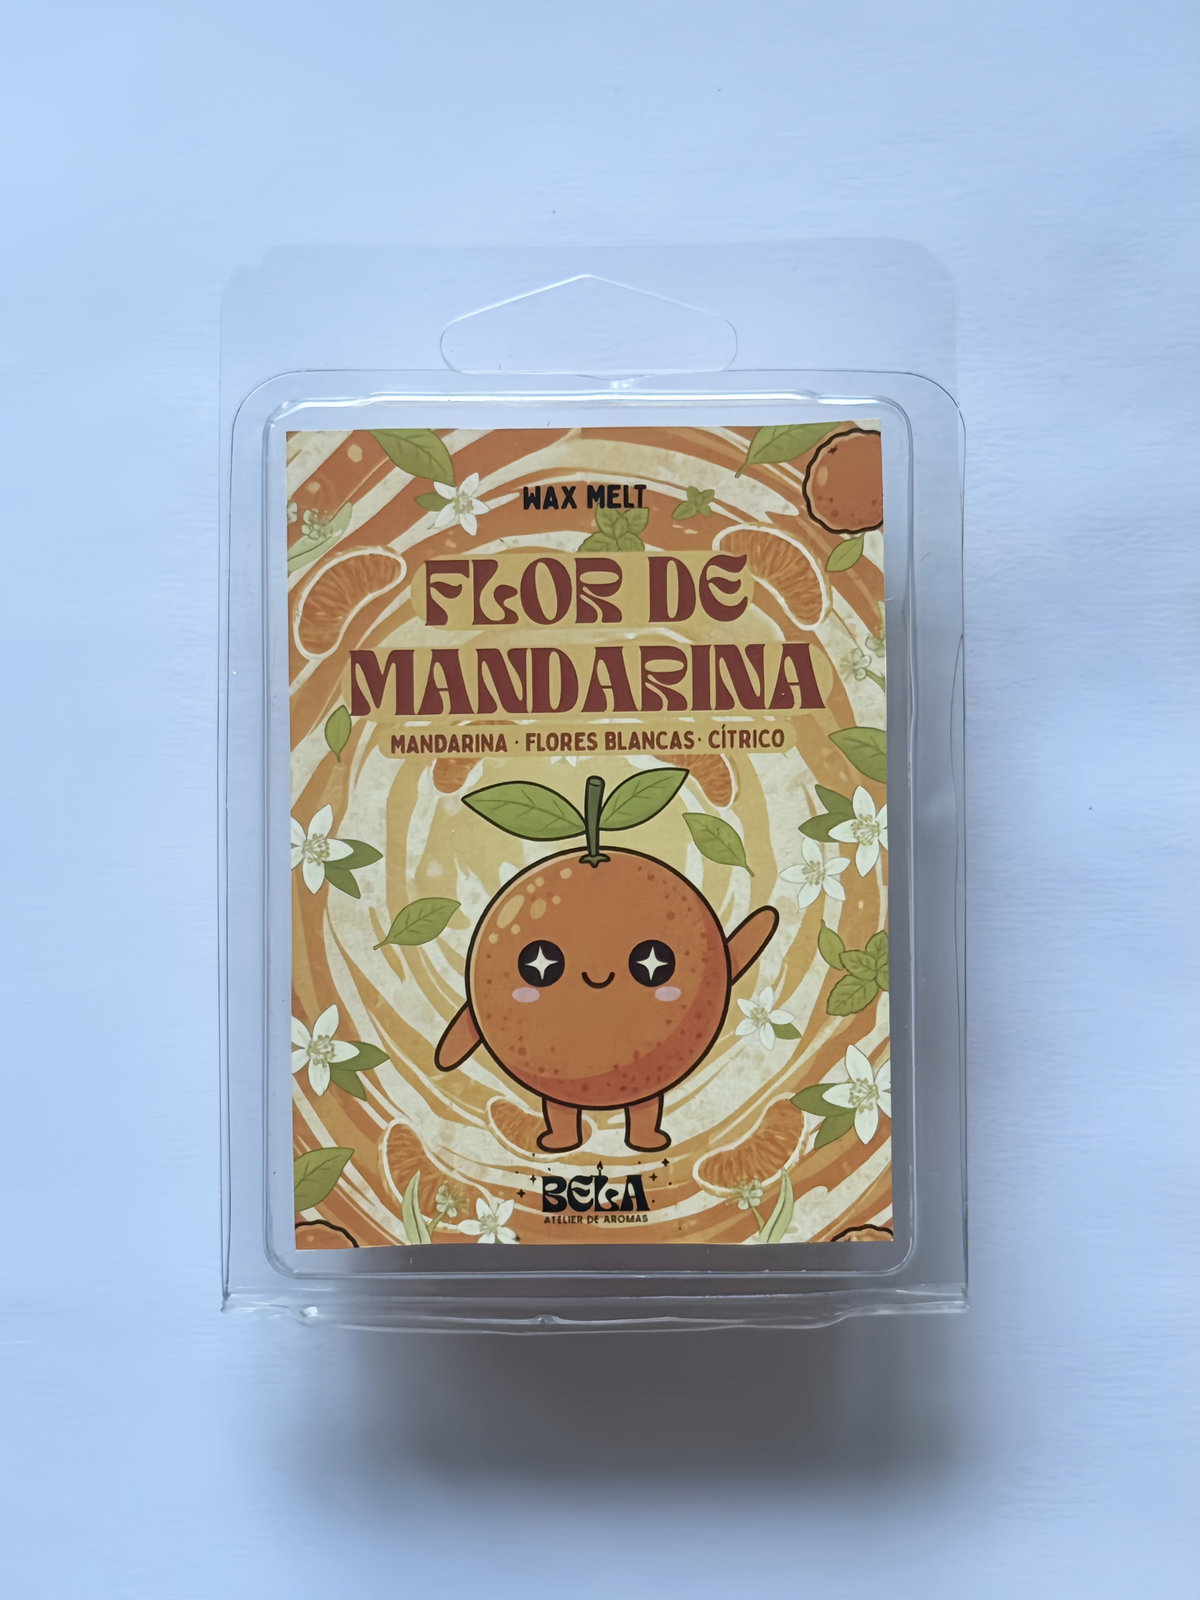 WAX MELT
FLOR DE
MANDARINA
MANDARINA · FLORES BLANCAS · CÍTRICO
BELA
ATELIER DE AROMAS